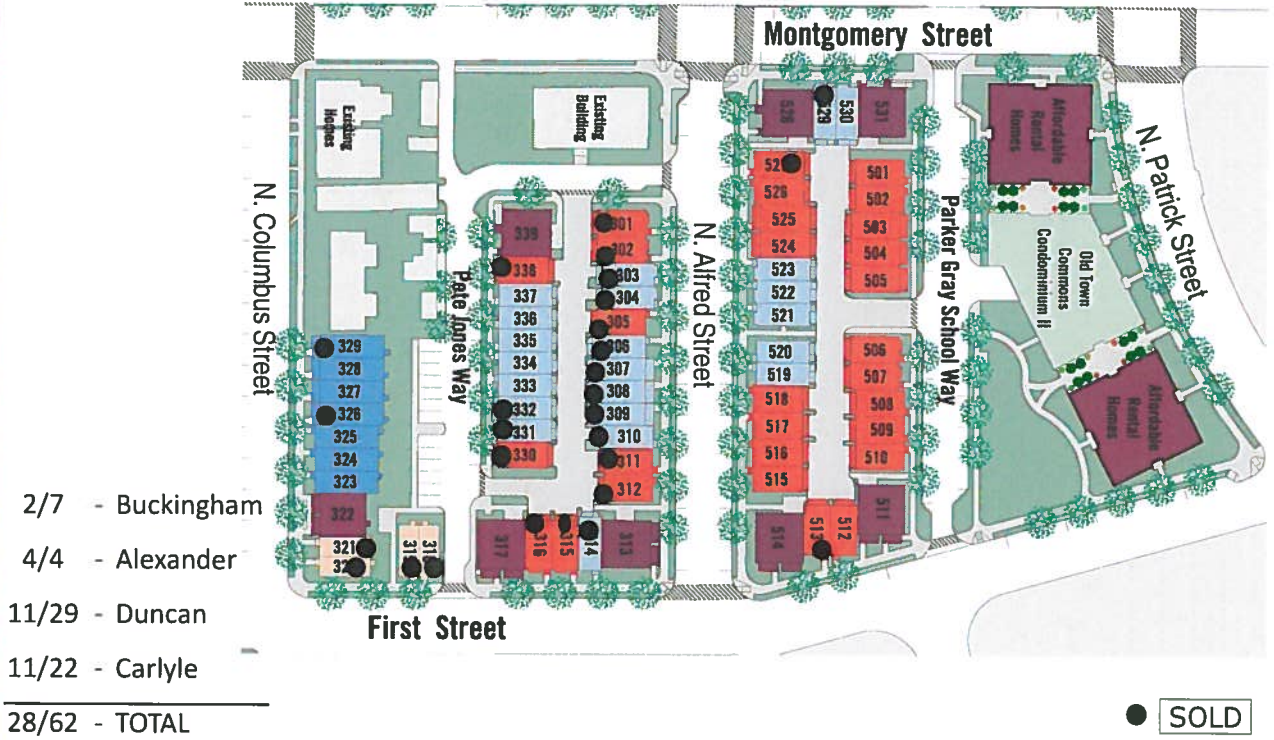 Montgomery Street
Existing
Homes
Existing
Building
528
530
531
Affordable
Rental
Homes
N. Patrick Street
526
525
524
523
522
521
520
519
518
517
516
515
514
513
512
511
501
502
503
504
505
506
507
508
509
510
Parker Gray School Way
Old Town
Commons
Condominium II
Affordable
Rental
Homes
N. Columbus Street
Pete Jones Way
N. Alfred Street
339
338
337
336
335
334
333
332
331
330
301
302
303
304
305
306
307
308
309
310
311
312
329
328
327
326
325
324
323
322
321
317
316
315
313
First Street
2/7 - Buckingham
4/4 - Alexander
11/29 - Duncan
11/22 - Carlyle
28/62 - TOTAL
SOLD